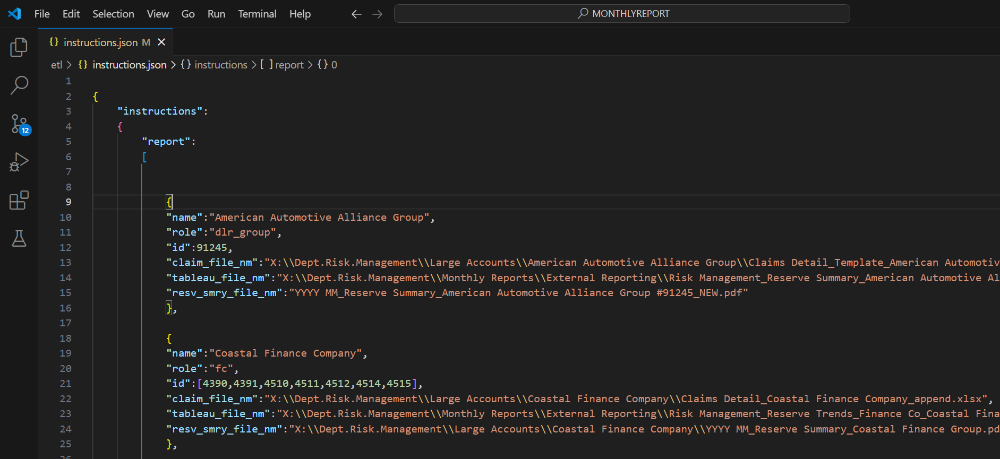 File Edit Selection View Go Run Terminal Help MONTHLYREPORT
{} instructions.json M
etl > {} instructions.json > {} instructions > [ ] report > {} 0
1
2 {
3 "instructions":
4 {
5 "report":
6 [
7
8
9 {
10 "name":"American Automotive Alliance Group",
11 "role":"dlr_group",
12 "id":91245,
13 "claim_file_nm":"X:\\Dept.Risk.Management\\Large Accounts\\American Automotive Alliance Group\\Claims Detail_Template_American Automotiv
14 "tableau_file_nm":"X:\\Dept.Risk.Management\\Monthly Reports\\External Reporting\\Risk Management_Reserve Summary_American Automotive Al
15 "resv_smry_file_nm":"YYYY MM_Reserve Summary_American Automotive Alliance Group #91245_NEW.pdf"
16 },
17
18 {
19 "name":"Coastal Finance Company",
20 "role":"fc",
21 "id":[4390,4391,4510,4511,4512,4514,4515],
22 "claim_file_nm":"X:\\Dept.Risk.Management\\Large Accounts\\Coastal Finance Company\\Claims Detail_Coastal Finance Company_append.xlsx",
23 "tableau_file_nm":"X:\\Dept.Risk.Management\\Monthly Reports\\External Reporting\\Risk Management_Reserve Trends_Finance Co_Coastal Fina
12
24 "resv_smry_file_nm":"X:\\Dept.Risk.Management\\Large Accounts\\Coastal Finance Company\\YYYY MM_Reserve Summary_Coastal Finance Group.pd
25 },
26